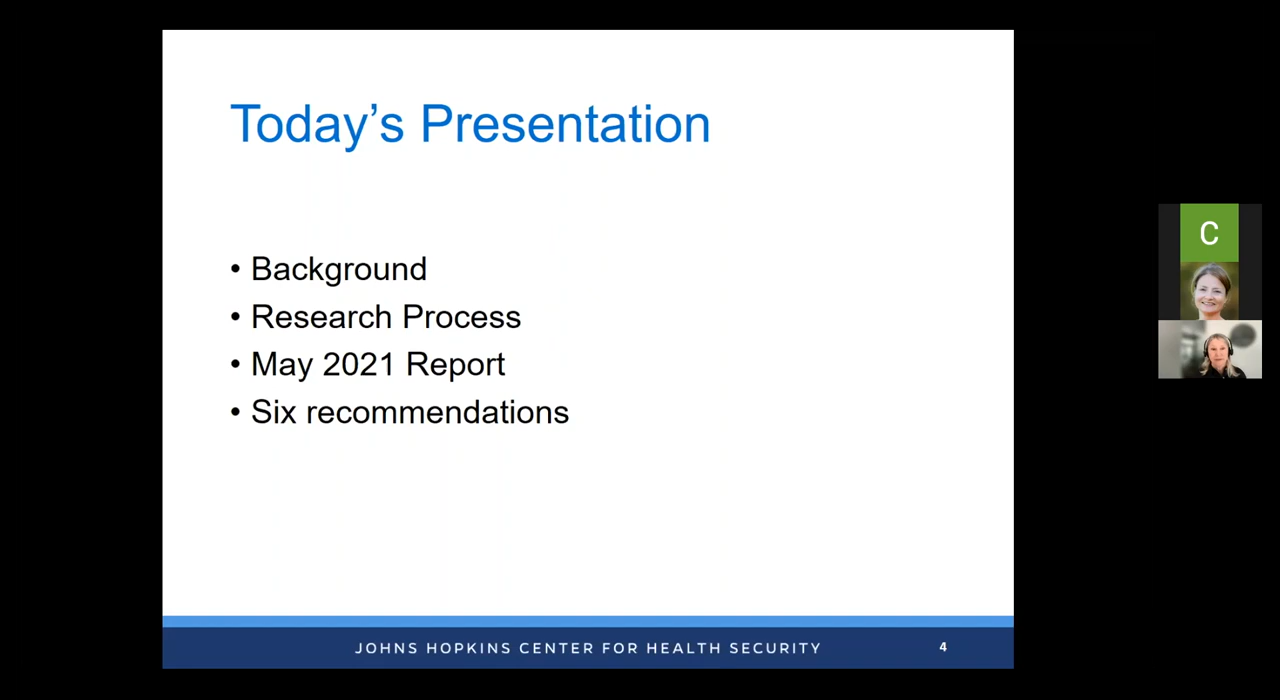 Today's Presentation
• Background
• Research Process
• May 2021 Report
• Six recommendations
JOHNS HOPKINS CENTER FOR HEALTH SECURITY 4
C